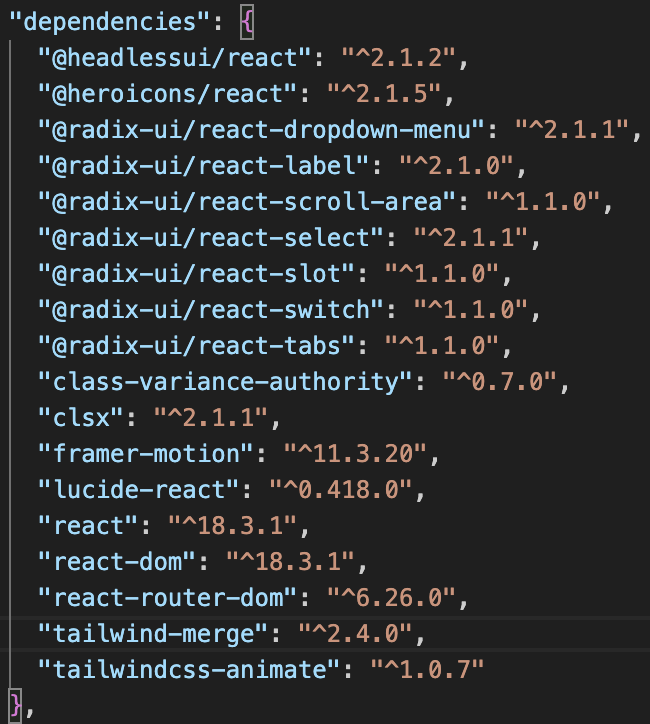 "dependencies": {
"@headlessui/react": "^2.1.2",
"@heroicons/react": "^2.1.5",
"@radix-ui/react-dropdown-menu": "^2.1.1",
"@radix-ui/react-label": "^2.1.0",
"@radix-ui/react-scroll-area": "^1.1.0",
"@radix-ui/react-select": "^2.1.1",
"@radix-ui/react-slot": "^1.1.0",
"@radix-ui/react-switch": "^1.1.0",
"@radix-ui/react-tabs": "^1.1.0",
"class-variance-authority": "^0.7.0",
"clsx": "^2.1.1",
"framer-motion": "^11.3.20",
"lucide-react": "^0.418.0",
"react": "^18.3.1",
"react-dom": "^18.3.1",
"react-router-dom": "^6.26.0",
"tailwind-merge": "^2.4.0",
"tailwindcss-animate": "^1.0.7"
},